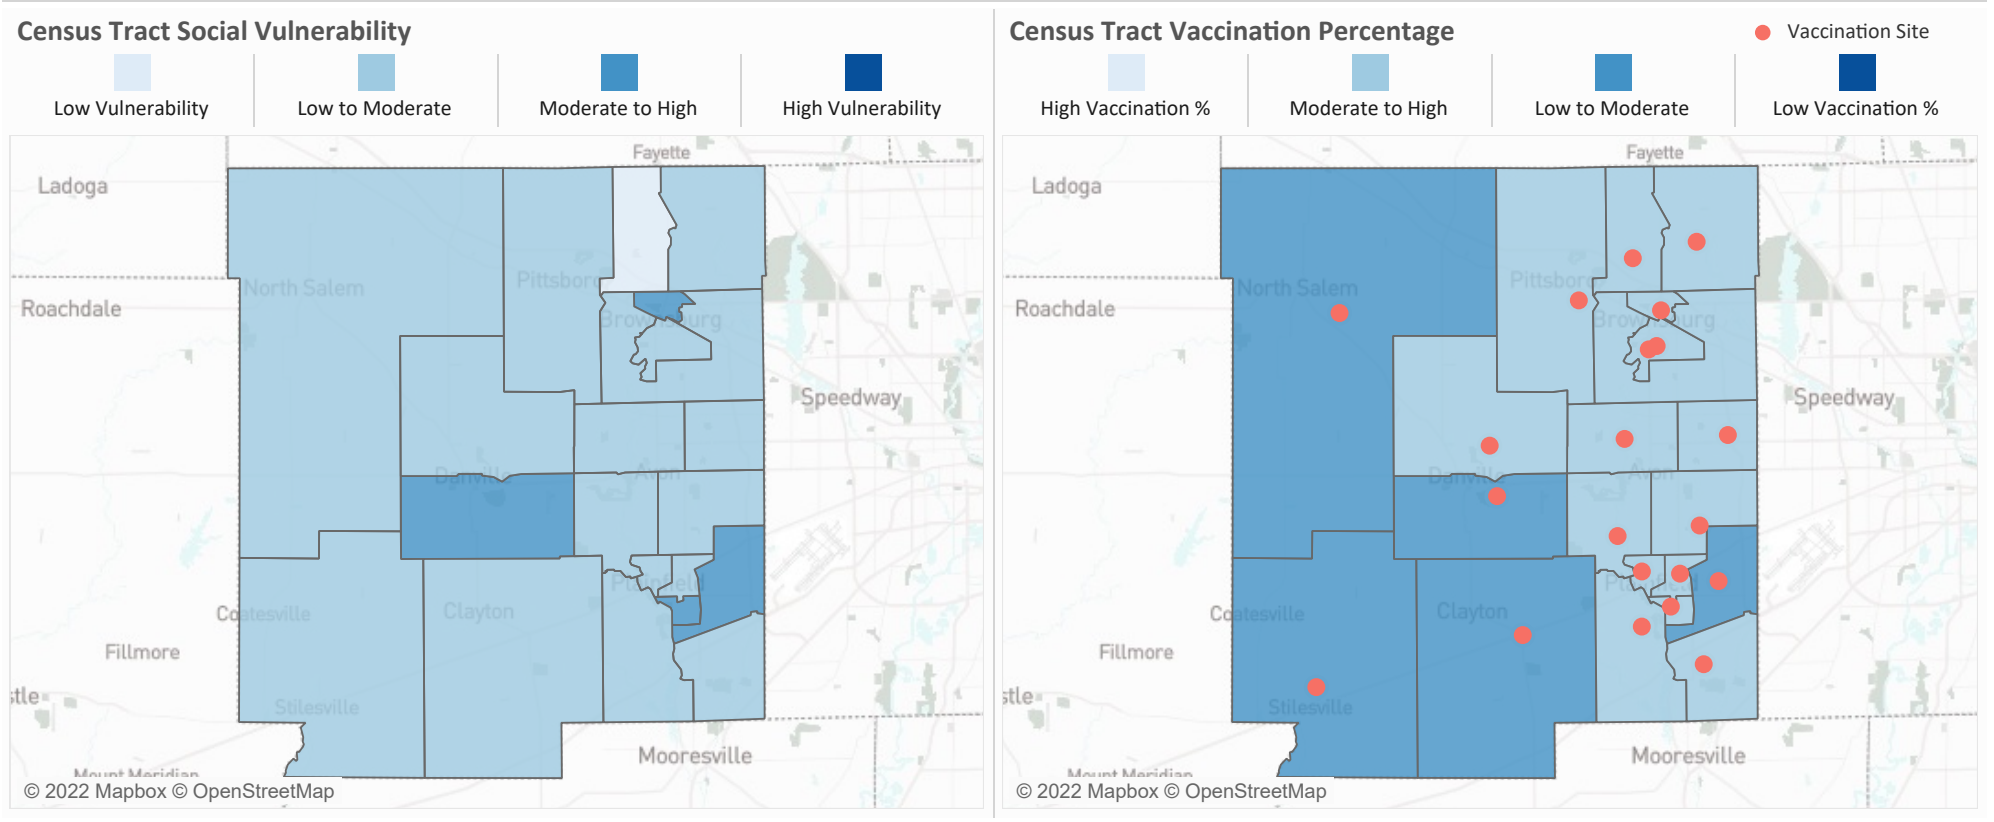 Census Tract Social Vulnerability
Low Vulnerability
Low to Moderate
Moderate to High
High Vulnerability
Fayette
Ladoga
North Salem
Pittsboro
Roachdale
Brownsburg
Speedway
Danville
Avon
Plainfield
Coatesville
Clayton
Fillmore
stle
Stilesville
Mooresville
Mount Meridian
© 2022 Mapbox © OpenStreetMap
Census Tract Vaccination Percentage
Vaccination Site
High Vaccination %
Moderate to High
Low to Moderate
Low Vaccination %
Fayette
Ladoga
North Salem
Pittsboro
Roachdale
Brownsburg
Speedway
Danville
Avon
Plainfield
Coatesville
Clayton
Fillmore
stle
Stilesville
Mooresville
Mount Meridian
© 2022 Mapbox © OpenStreetMap